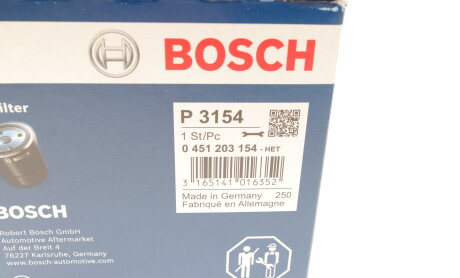 BOSCH
ilter
P 3154
1 St/Pc
0 451 203 154 - HET
3 165141 016352
Made in Germany 250
Fabriqué en Allemagne
BOSCH
Robert Bosch GmbH
Automotive Aftermarket
Auf der Breit 4
76227 Karlsruhe, Germany
www.bosch-automotive.com